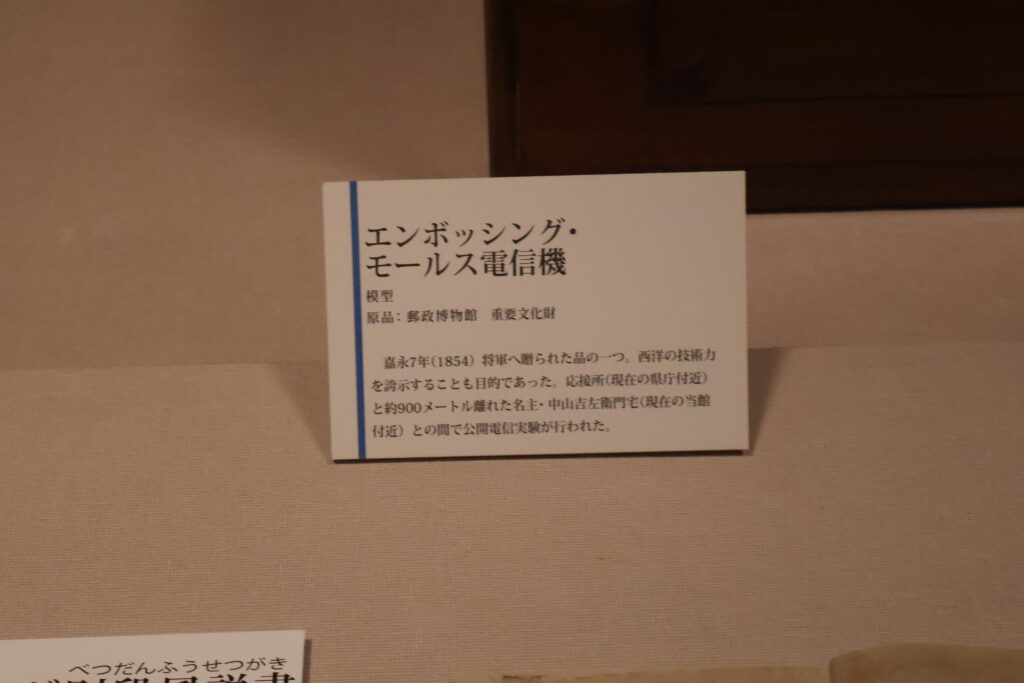 エンボッシング・
モールス電信機
模型
原品：郵政博物館　重要文化財
嘉永7年(1854) 将軍へ贈られた品の一つ。西洋の技術力
を誇示することも目的であった。応接所(現在の県庁付近)
と約900メートル離れた名主・中山吉左衛門宅(現在の当館
付近) との間で公開電信実験が行われた。
べつだんふうせつがき